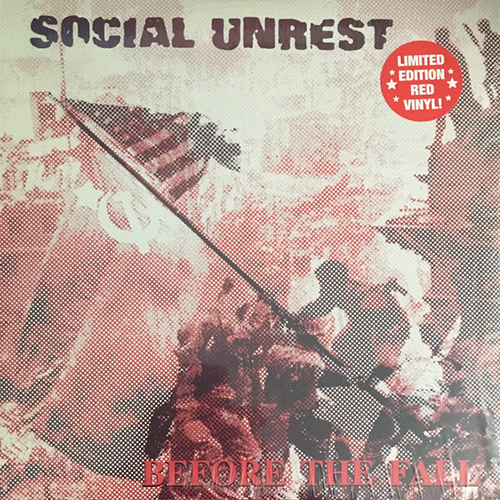 SOCIAL UNREST
LIMITED
EDITION
RED
VINYL!
BEFORE THE FALL